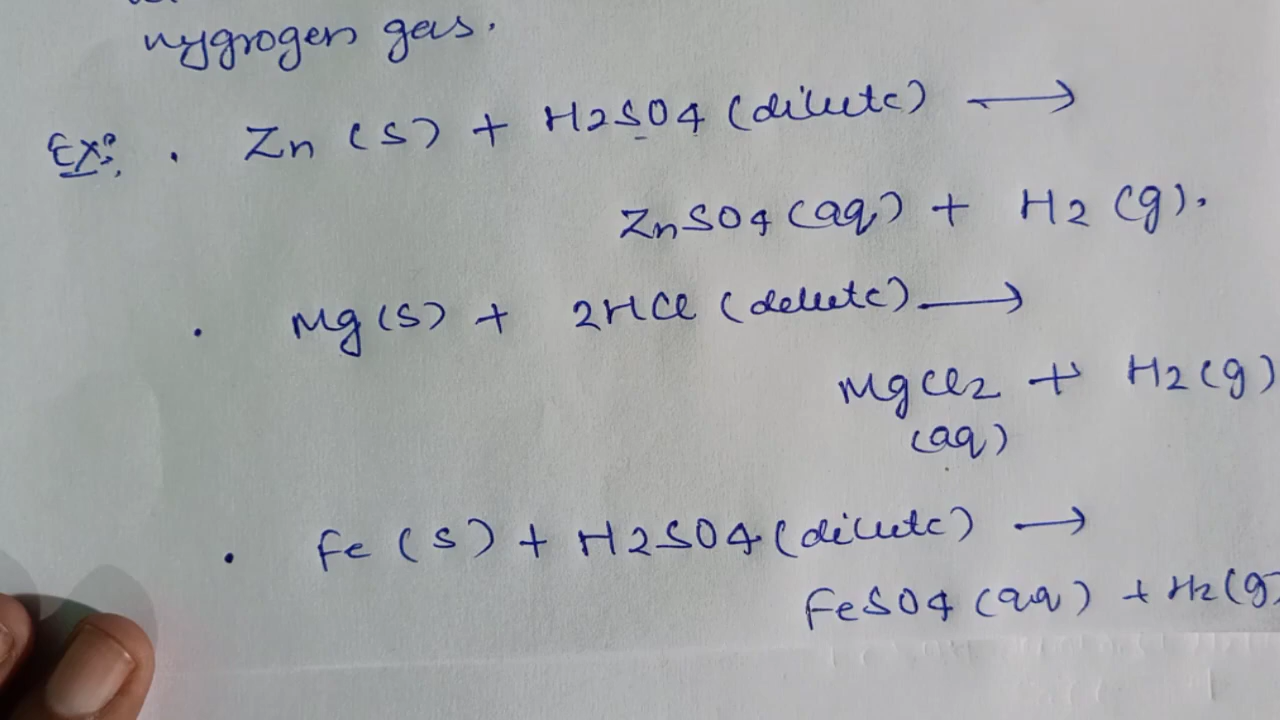 nygrogen gas.
Ex:. . Zn (s) + H2SO4 (dilute) →
ZnSO4 (aq) + H2 (g).
. Mg (s) + 2HCl (delute) →
MgCl2 + H2 (g)
(aq)
. Fe (s) + H2SO4 (dilute) →
FeSO4 (aq) + H2 (g)